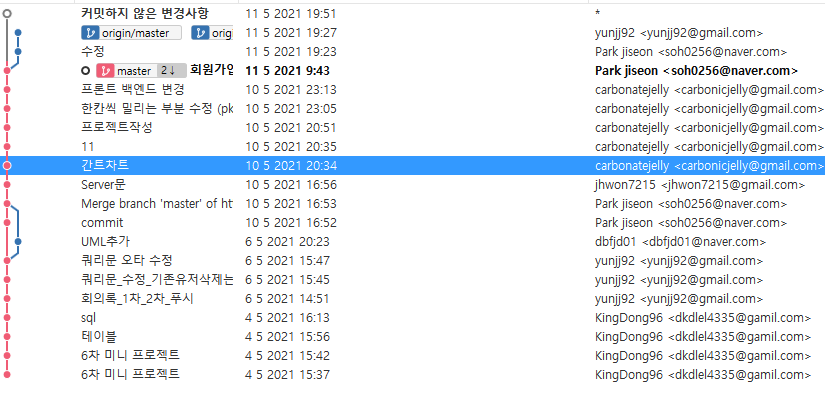 커밋하지 않은 변경사항 11 5 2021 19:51 *
origin/master orig 11 5 2021 19:27 yunjj92 <yunjj92@gmail.com>
수정 11 5 2021 19:23 Park jiseon <soh0256@naver.com>
master 2↓ 회원가입 11 5 2021 9:43 Park jiseon <soh0256@naver.com>
프론트 백엔드 변경 10 5 2021 23:13 carbonatejelly <carbonicjelly@gmail.com>
한칸씩 밀리는 부분 수정 (pk 10 5 2021 23:05 carbonatejelly <carbonicjelly@gmail.com>
프로젝트작성 10 5 2021 20:51 carbonatejelly <carbonicjelly@gmail.com>
11 10 5 2021 20:35 carbonatejelly <carbonicjelly@gmail.com>
간트차트 10 5 2021 20:34 carbonatejelly <carbonicjelly@gmail.com>
Server문 10 5 2021 16:56 jhwon7215 <jhwon7215@gmail.com>
Merge branch 'master' of htt 10 5 2021 16:53 Park jiseon <soh0256@naver.com>
commit 10 5 2021 16:52 Park jiseon <soh0256@naver.com>
UML추가 6 5 2021 20:23 dbfjd01 <dbfjd01@naver.com>
쿼리문 오타 수정 6 5 2021 15:47 yunjj92 <yunjj92@gmail.com>
쿼리문_수정_기존유저삭제는 6 5 2021 15:45 yunjj92 <yunjj92@gmail.com>
회의록_1차_2차_푸시 6 5 2021 14:51 yunjj92 <yunjj92@gmail.com>
sql 4 5 2021 16:13 KingDong96 <dkdlel4335@gamil.com>
테이블 4 5 2021 15:56 KingDong96 <dkdlel4335@gamil.com>
6차 미니 프로젝트 4 5 2021 15:42 KingDong96 <dkdlel4335@gamil.com>
6차 미니 프로젝트 4 5 2021 15:37 KingDong96 <dkdlel4335@gamil.com>